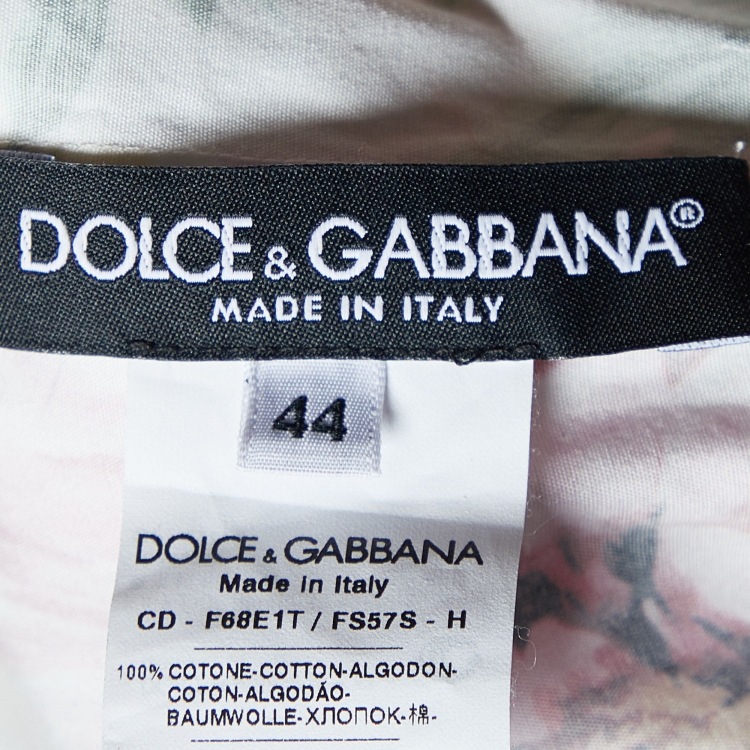 DOLCE & GABBANA®
MADE IN ITALY
44
DOLCE & GABBANA
Made in Italy
CD - F68E1T / FS57S - H
100% COTONE-COTTON-ALGODON-
COTON-ALGODÃO-
BAUMWOLLE-ХЛОПОК-棉-